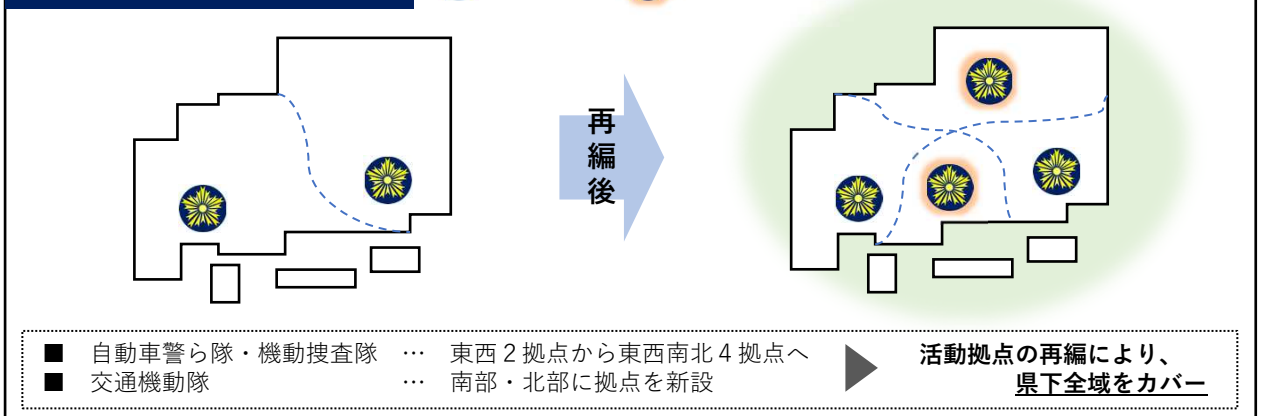 再編後
■ 自動車警ら隊・機動捜査隊 … 東西２拠点から東西南北４拠点へ
■ 交通機動隊 … 南部・北部に拠点を新設
活動拠点の再編により、
県下全域をカバー